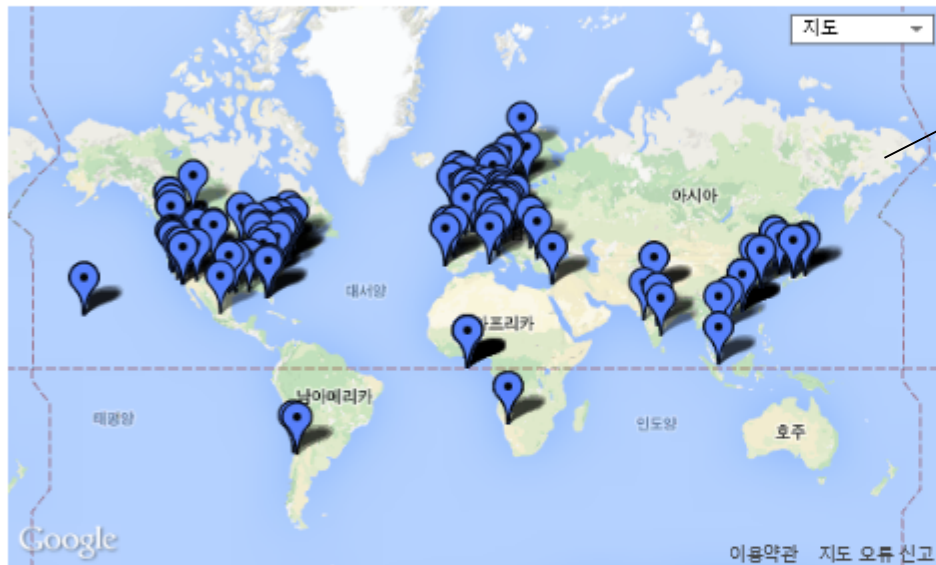 지도
아시아
대서양
아프리카
남아메리카
태평양
인도양
호주
Google
이용약관 지도 오류 신고